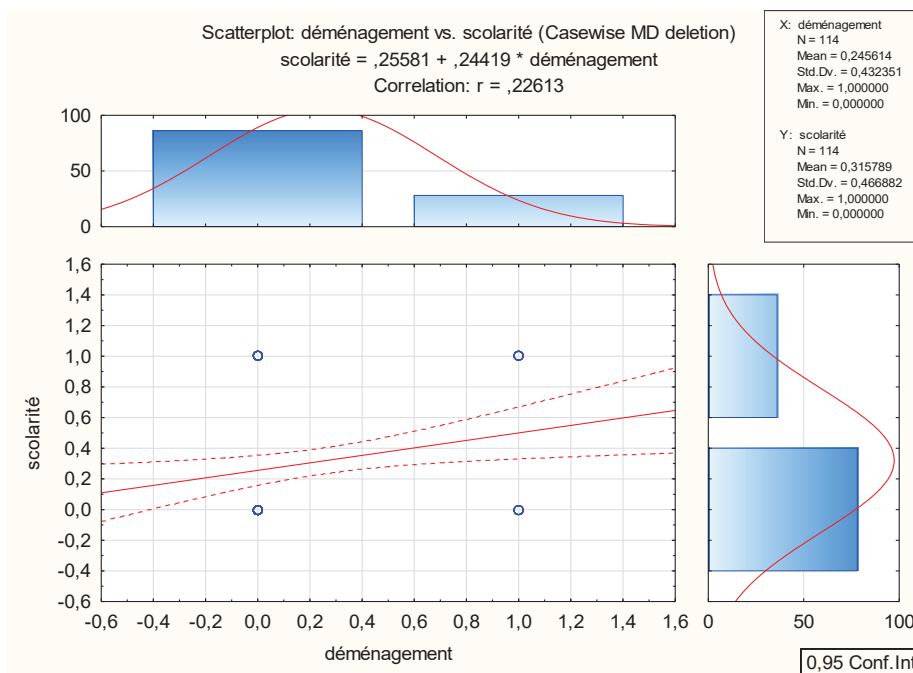 Scatterplot: déménagement vs. scolarité (Casewise MD deletion)
scolarité = ,25581 + ,24419 * déménagement
Correlation: r = ,22613
X: déménagement
N = 114
Mean = 0,245614
Std.Dv. = 0,432351
Max. = 1,000000
Min. = 0,000000
Y: scolarité
N = 114
Mean = 0,315789
Std.Dv. = 0,466882
Max. = 1,000000
Min. = 0,000000
100
50
0
1,6
1,4
1,2
1,0
0,8
0,6
0,4
0,2
0,0
-0,2
-0,4
-0,6
scolarité
-0,6 -0,4 -0,2 0,0 0,2 0,4 0,6 0,8 1,0 1,2 1,4 1,6
déménagement
0 50 100
0,95 Conf.Int